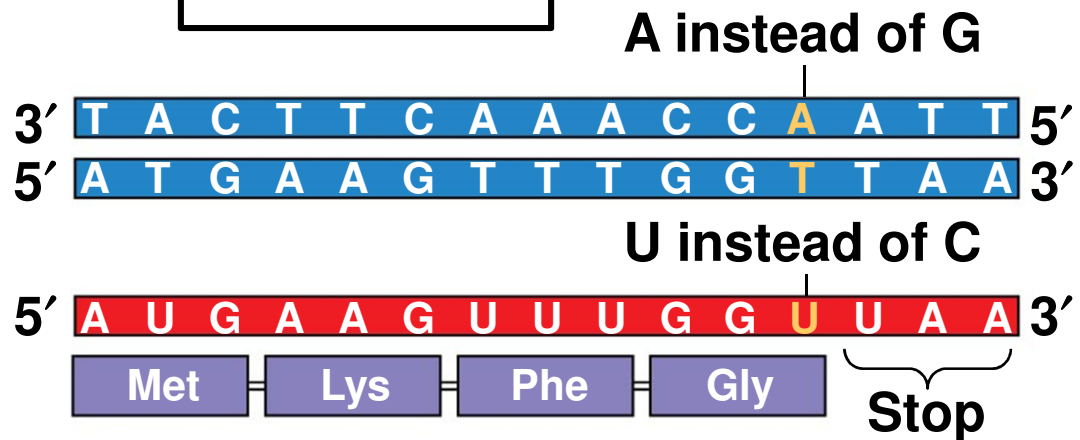 A instead of G
3′ T A C T T C A A A C C A A T T 5′
5′ A T G A A G T T T G G T T A A 3′
U instead of C
5′ A U G A A G U U U G G U U A A 3′
Met Lys Phe Gly
Stop